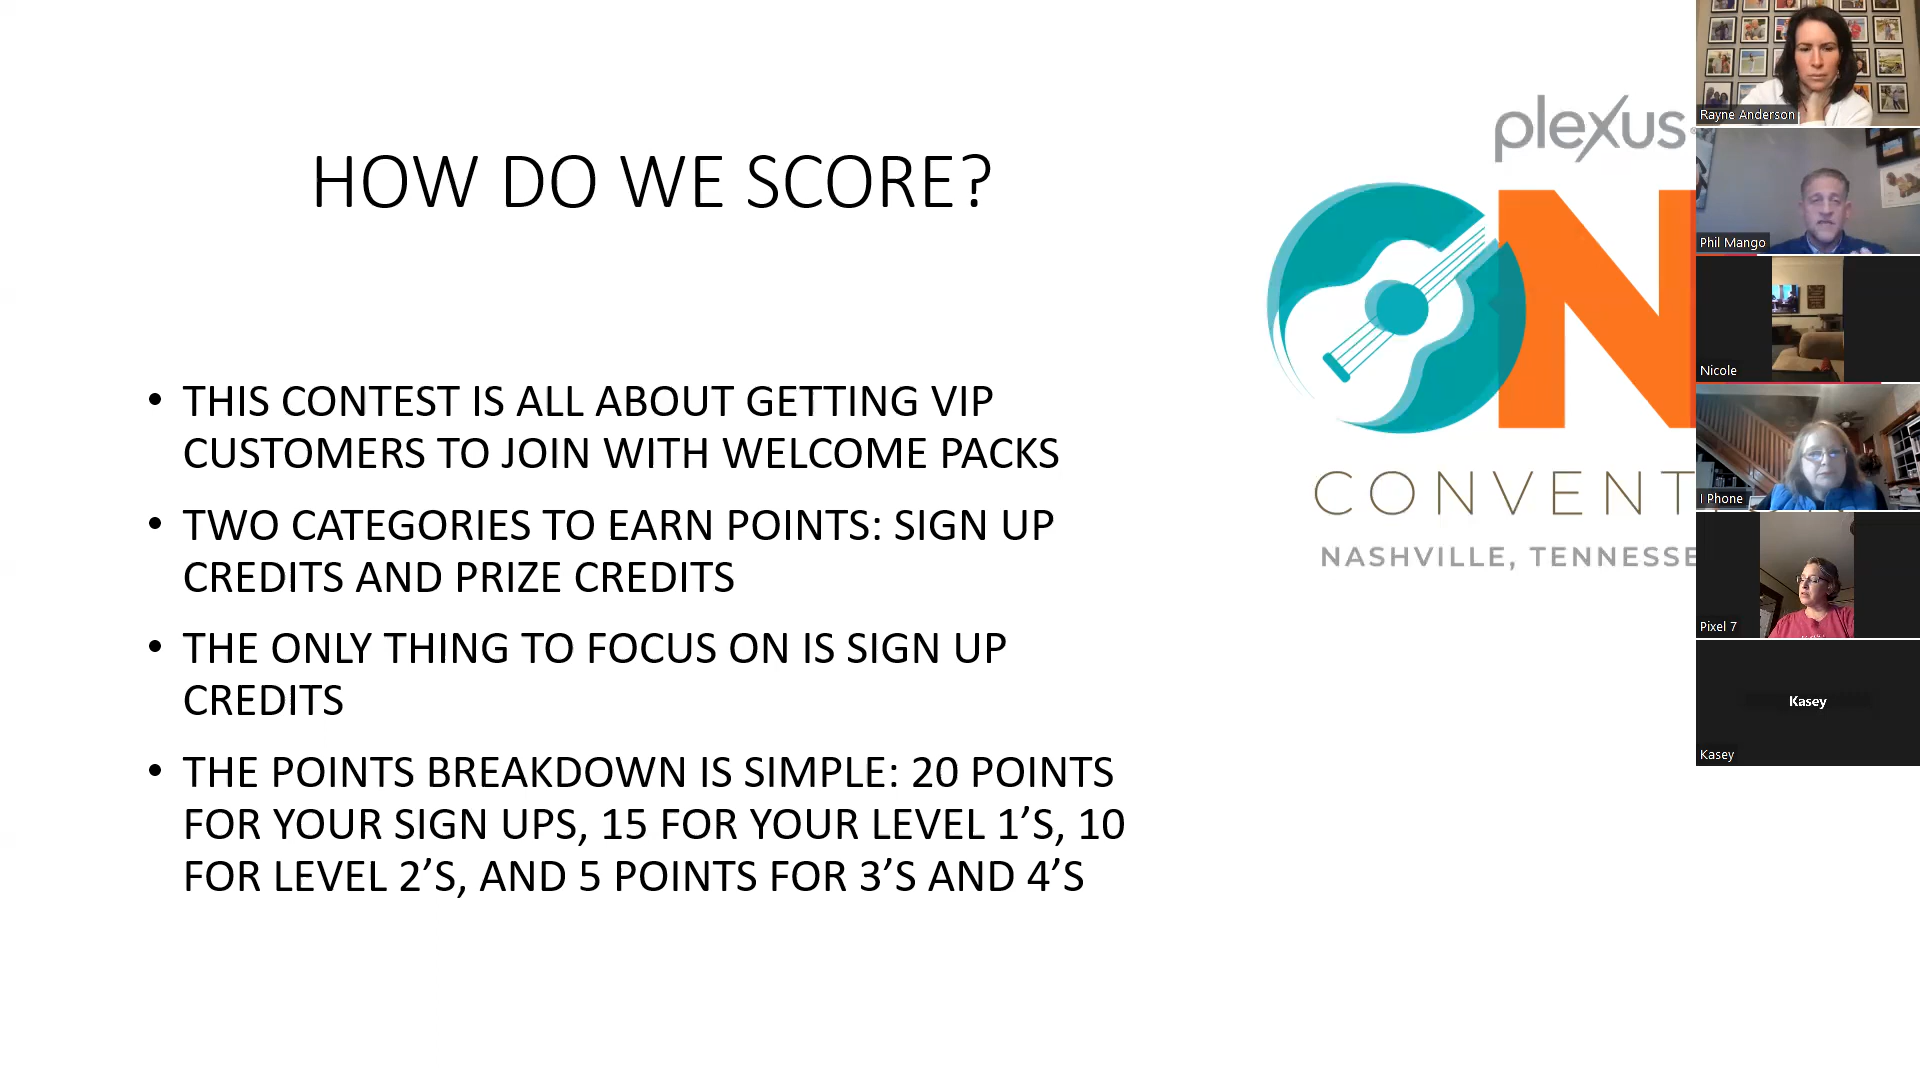 HOW DO WE SCORE?
• THIS CONTEST IS ALL ABOUT GETTING VIP
CUSTOMERS TO JOIN WITH WELCOME PACKS
• TWO CATEGORIES TO EARN POINTS: SIGN UP
CREDITS AND PRIZE CREDITS
• THE ONLY THING TO FOCUS ON IS SIGN UP
CREDITS
• THE POINTS BREAKDOWN IS SIMPLE: 20 POINTS
FOR YOUR SIGN UPS, 15 FOR YOUR LEVEL 1’S, 10
FOR LEVEL 2’S, AND 5 POINTS FOR 3’S AND 4’S
plexus
ON
CONVENT
NASHVILLE, TENNESSE
Rayne Anderson
Phil Mango
Nicole
I Phone
Pixel 7
Kasey
Kasey